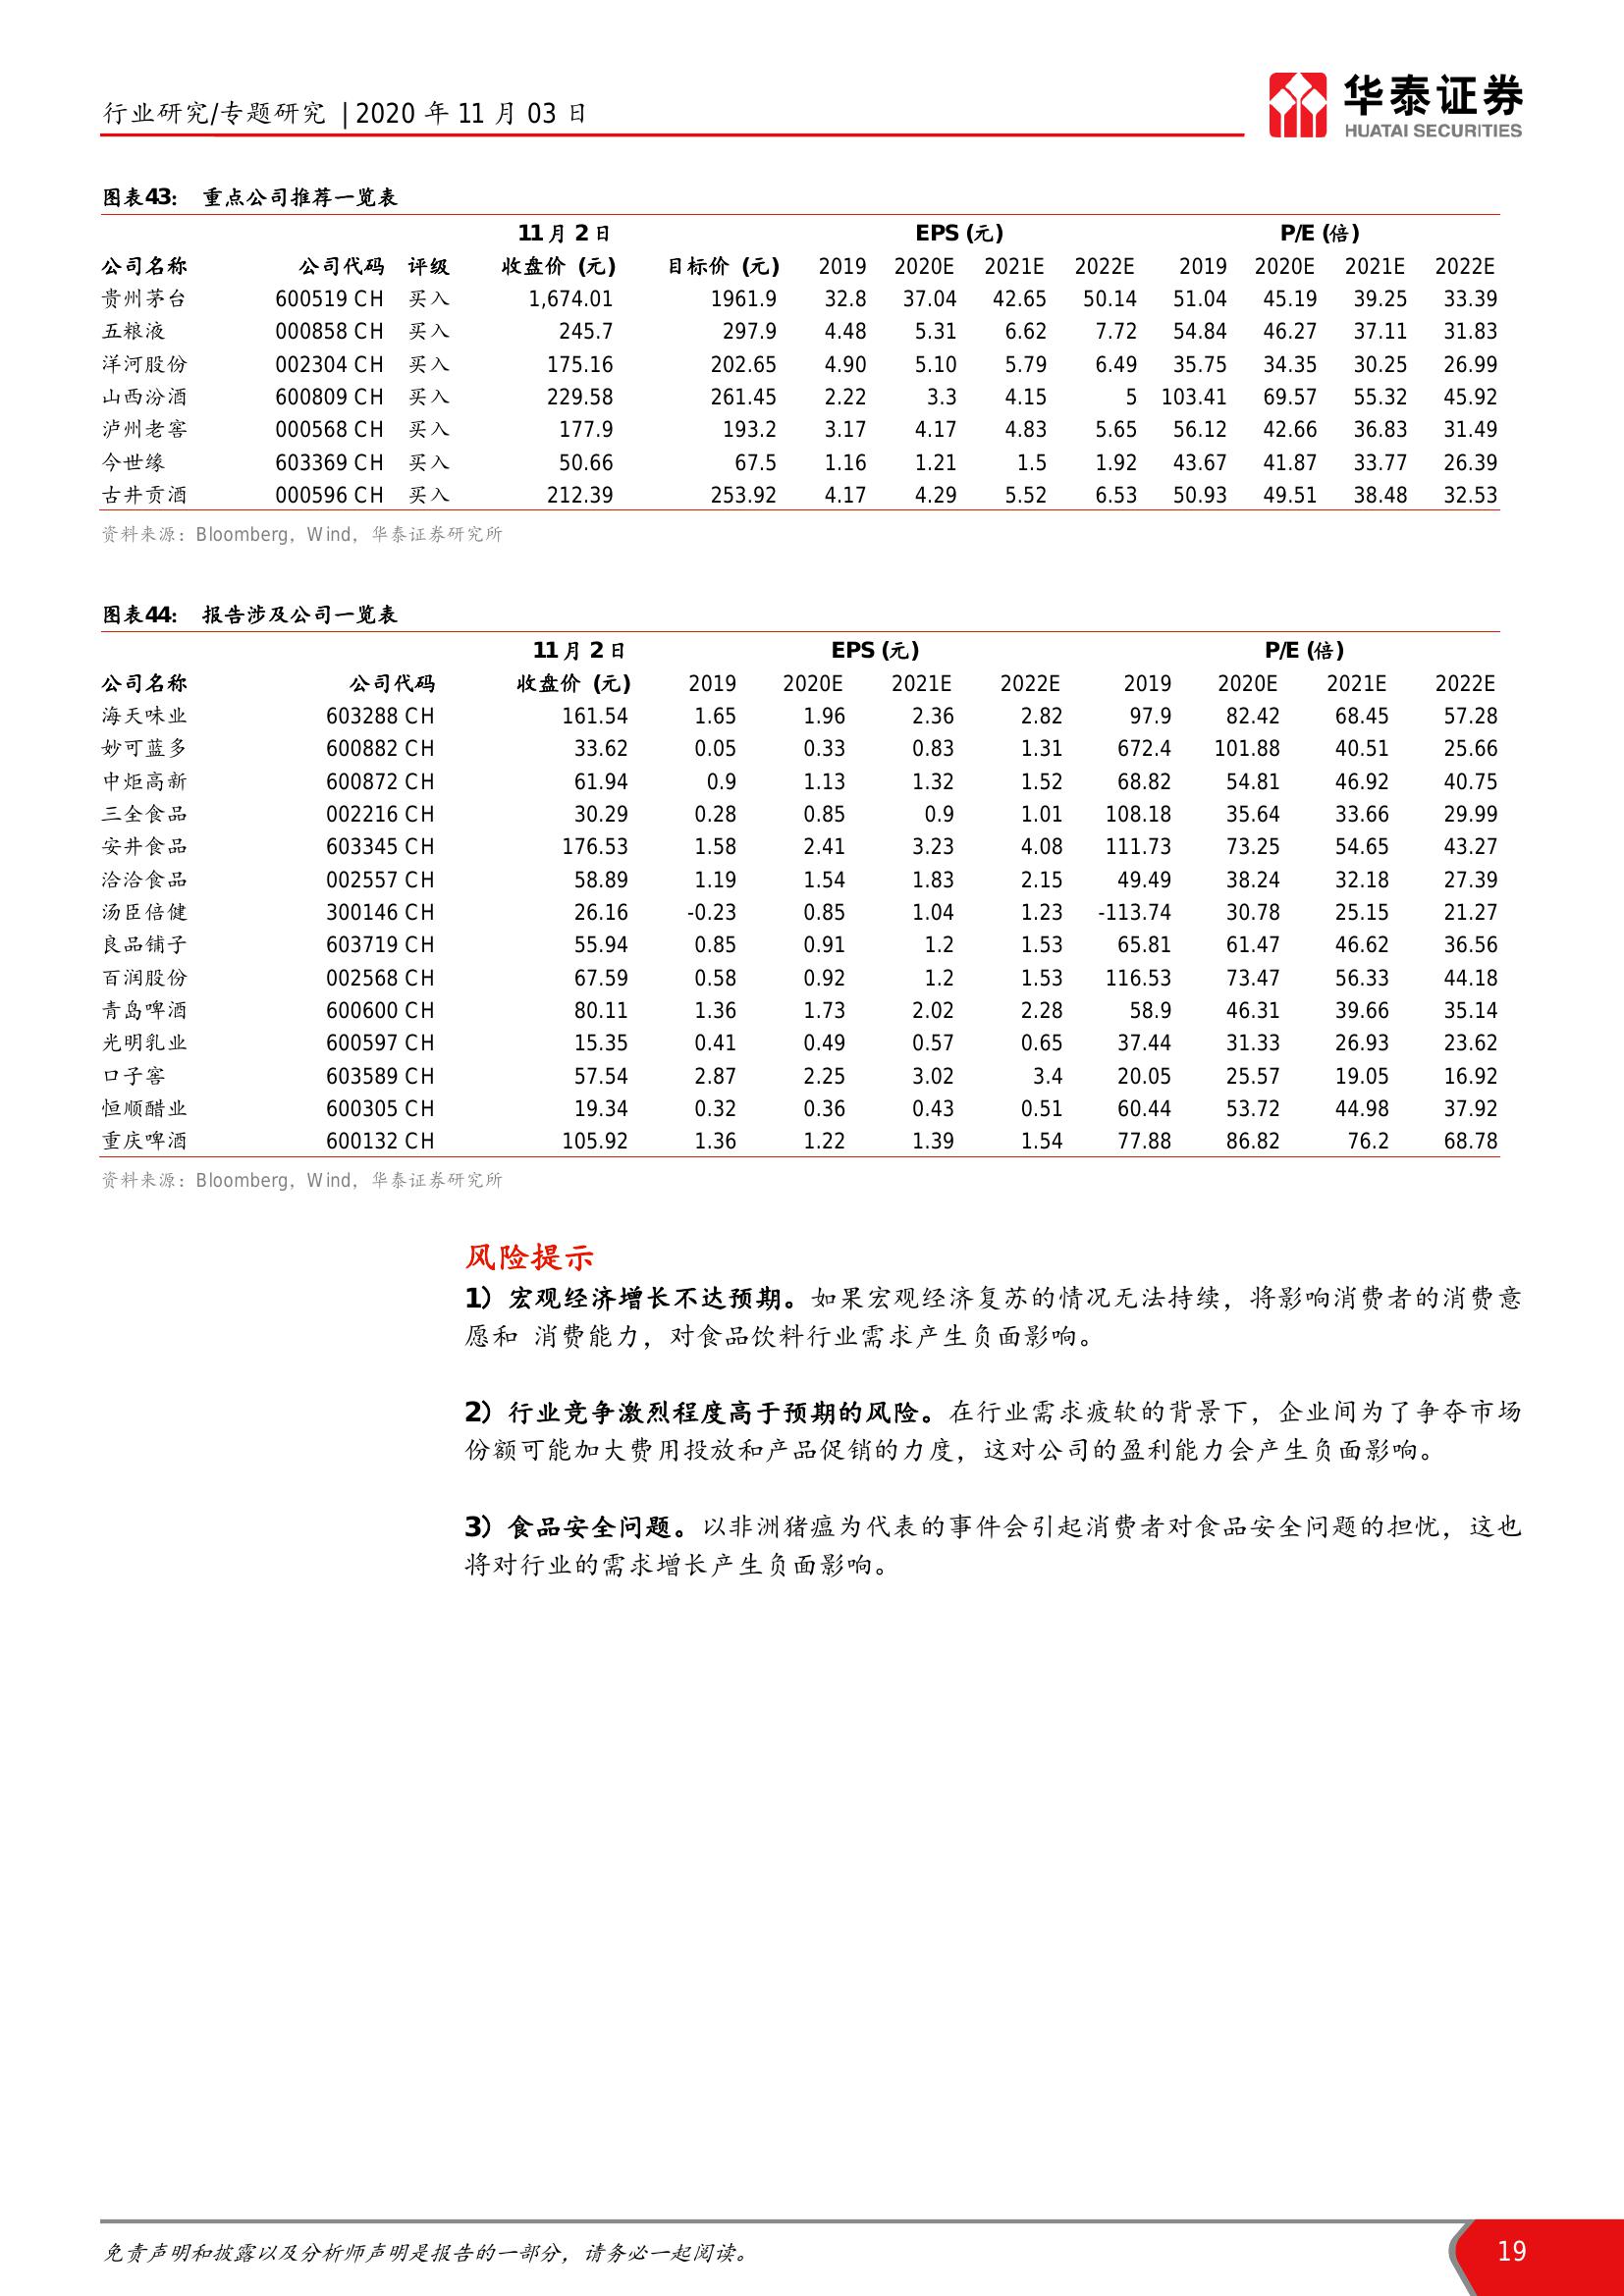 行业研究/专题研究 | 2020 年 11 月 03 日
华泰证券
HUATAI SECURITIES
图表43： 重点公司推荐一览表
11 月 2 日 EPS (元) P/E (倍)
公司名称 公司代码 评级 收盘价 (元) 目标价 (元) 2019 2020E 2021E 2022E 2019 2020E 2021E 2022E
贵州茅台 600519 CH 买入 1,674.01 1961.9 32.8 37.04 42.65 50.14 51.04 45.19 39.25 33.39
五粮液 000858 CH 买入 245.7 297.9 4.48 5.31 6.62 7.72 54.84 46.27 37.11 31.83
洋河股份 002304 CH 买入 175.16 202.65 4.90 5.10 5.79 6.49 35.75 34.35 30.25 26.99
山西汾酒 600809 CH 买入 229.58 261.45 2.22 3.3 4.15 5 103.41 69.57 55.32 45.92
泸州老窖 000568 CH 买入 177.9 193.2 3.17 4.17 4.83 5.65 56.12 42.66 36.83 31.49
今世缘 603369 CH 买入 50.66 67.5 1.16 1.21 1.5 1.92 43.67 41.87 33.77 26.39
古井贡酒 000596 CH 买入 212.39 253.92 4.17 4.29 5.52 6.53 50.93 49.51 38.48 32.53
资料来源：Bloomberg，Wind，华泰证券研究所
图表44： 报告涉及公司一览表
11 月 2 日 EPS (元) P/E (倍)
公司名称 公司代码 收盘价 (元) 2019 2020E 2021E 2022E 2019 2020E 2021E 2022E
海天味业 603288 CH 161.54 1.65 1.96 2.36 2.82 97.9 82.42 68.45 57.28
妙可蓝多 600882 CH 33.62 0.05 0.33 0.83 1.31 672.4 101.88 40.51 25.66
中炬高新 600872 CH 61.94 0.9 1.13 1.32 1.52 68.82 54.81 46.92 40.75
三全食品 002216 CH 30.29 0.28 0.85 0.9 1.01 108.18 35.64 33.66 29.99
安井食品 603345 CH 176.53 1.58 2.41 3.23 4.08 111.73 73.25 54.65 43.27
洽洽食品 002557 CH 58.89 1.19 1.54 1.83 2.15 49.49 38.24 32.18 27.39
汤臣倍健 300146 CH 26.16 -0.23 0.85 1.04 1.23 -113.74 30.78 25.15 21.27
良品铺子 603719 CH 55.94 0.85 0.91 1.2 1.53 65.81 61.47 46.62 36.56
百润股份 002568 CH 67.59 0.58 0.92 1.2 1.53 116.53 73.47 56.33 44.18
青岛啤酒 600600 CH 80.11 1.36 1.73 2.02 2.28 58.9 46.31 39.66 35.14
光明乳业 600597 CH 15.35 0.41 0.49 0.57 0.65 37.44 31.33 26.93 23.62
口子窖 603589 CH 57.54 2.87 2.25 3.02 3.4 20.05 25.57 19.05 16.92
恒顺醋业 600305 CH 19.34 0.32 0.36 0.43 0.51 60.44 53.72 44.98 37.92
重庆啤酒 600132 CH 105.92 1.36 1.22 1.39 1.54 77.88 86.82 76.2 68.78
资料来源：Bloomberg，Wind，华泰证券研究所
风险提示
1）宏观经济增长不达预期。如果宏观经济复苏的情况无法持续，将影响消费者的消费意
愿和 消费能力，对食品饮料行业需求产生负面影响。
2）行业竞争激烈程度高于预期的风险。在行业需求疲软的背景下，企业间为了争夺市场
份额可能加大费用投放和产品促销的力度，这对公司的盈利能力会产生负面影响。
3）食品安全问题。以非洲猪瘟为代表的事件会引起消费者对食品安全问题的担忧，这也
将对行业的需求增长产生负面影响。
免责声明和披露以及分析师声明是报告的一部分，请务必一起阅读。
19